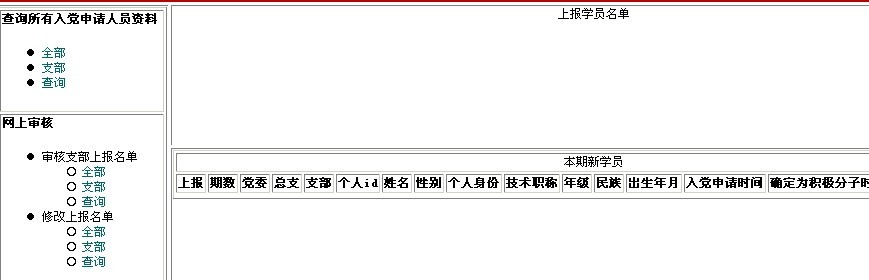 查询所有入党申请人员资料
全部
支部
查询
网上审核
审核支部上报名单
全部
支部
查询
修改上报名单
全部
支部
查询
上报学员名单
本期新学员
上报 期数 党委 总支 支部 个人id 姓名 性别 个人身份 技术职称 年级 民族 出生年月 入党申请时间 确定为积极分子时